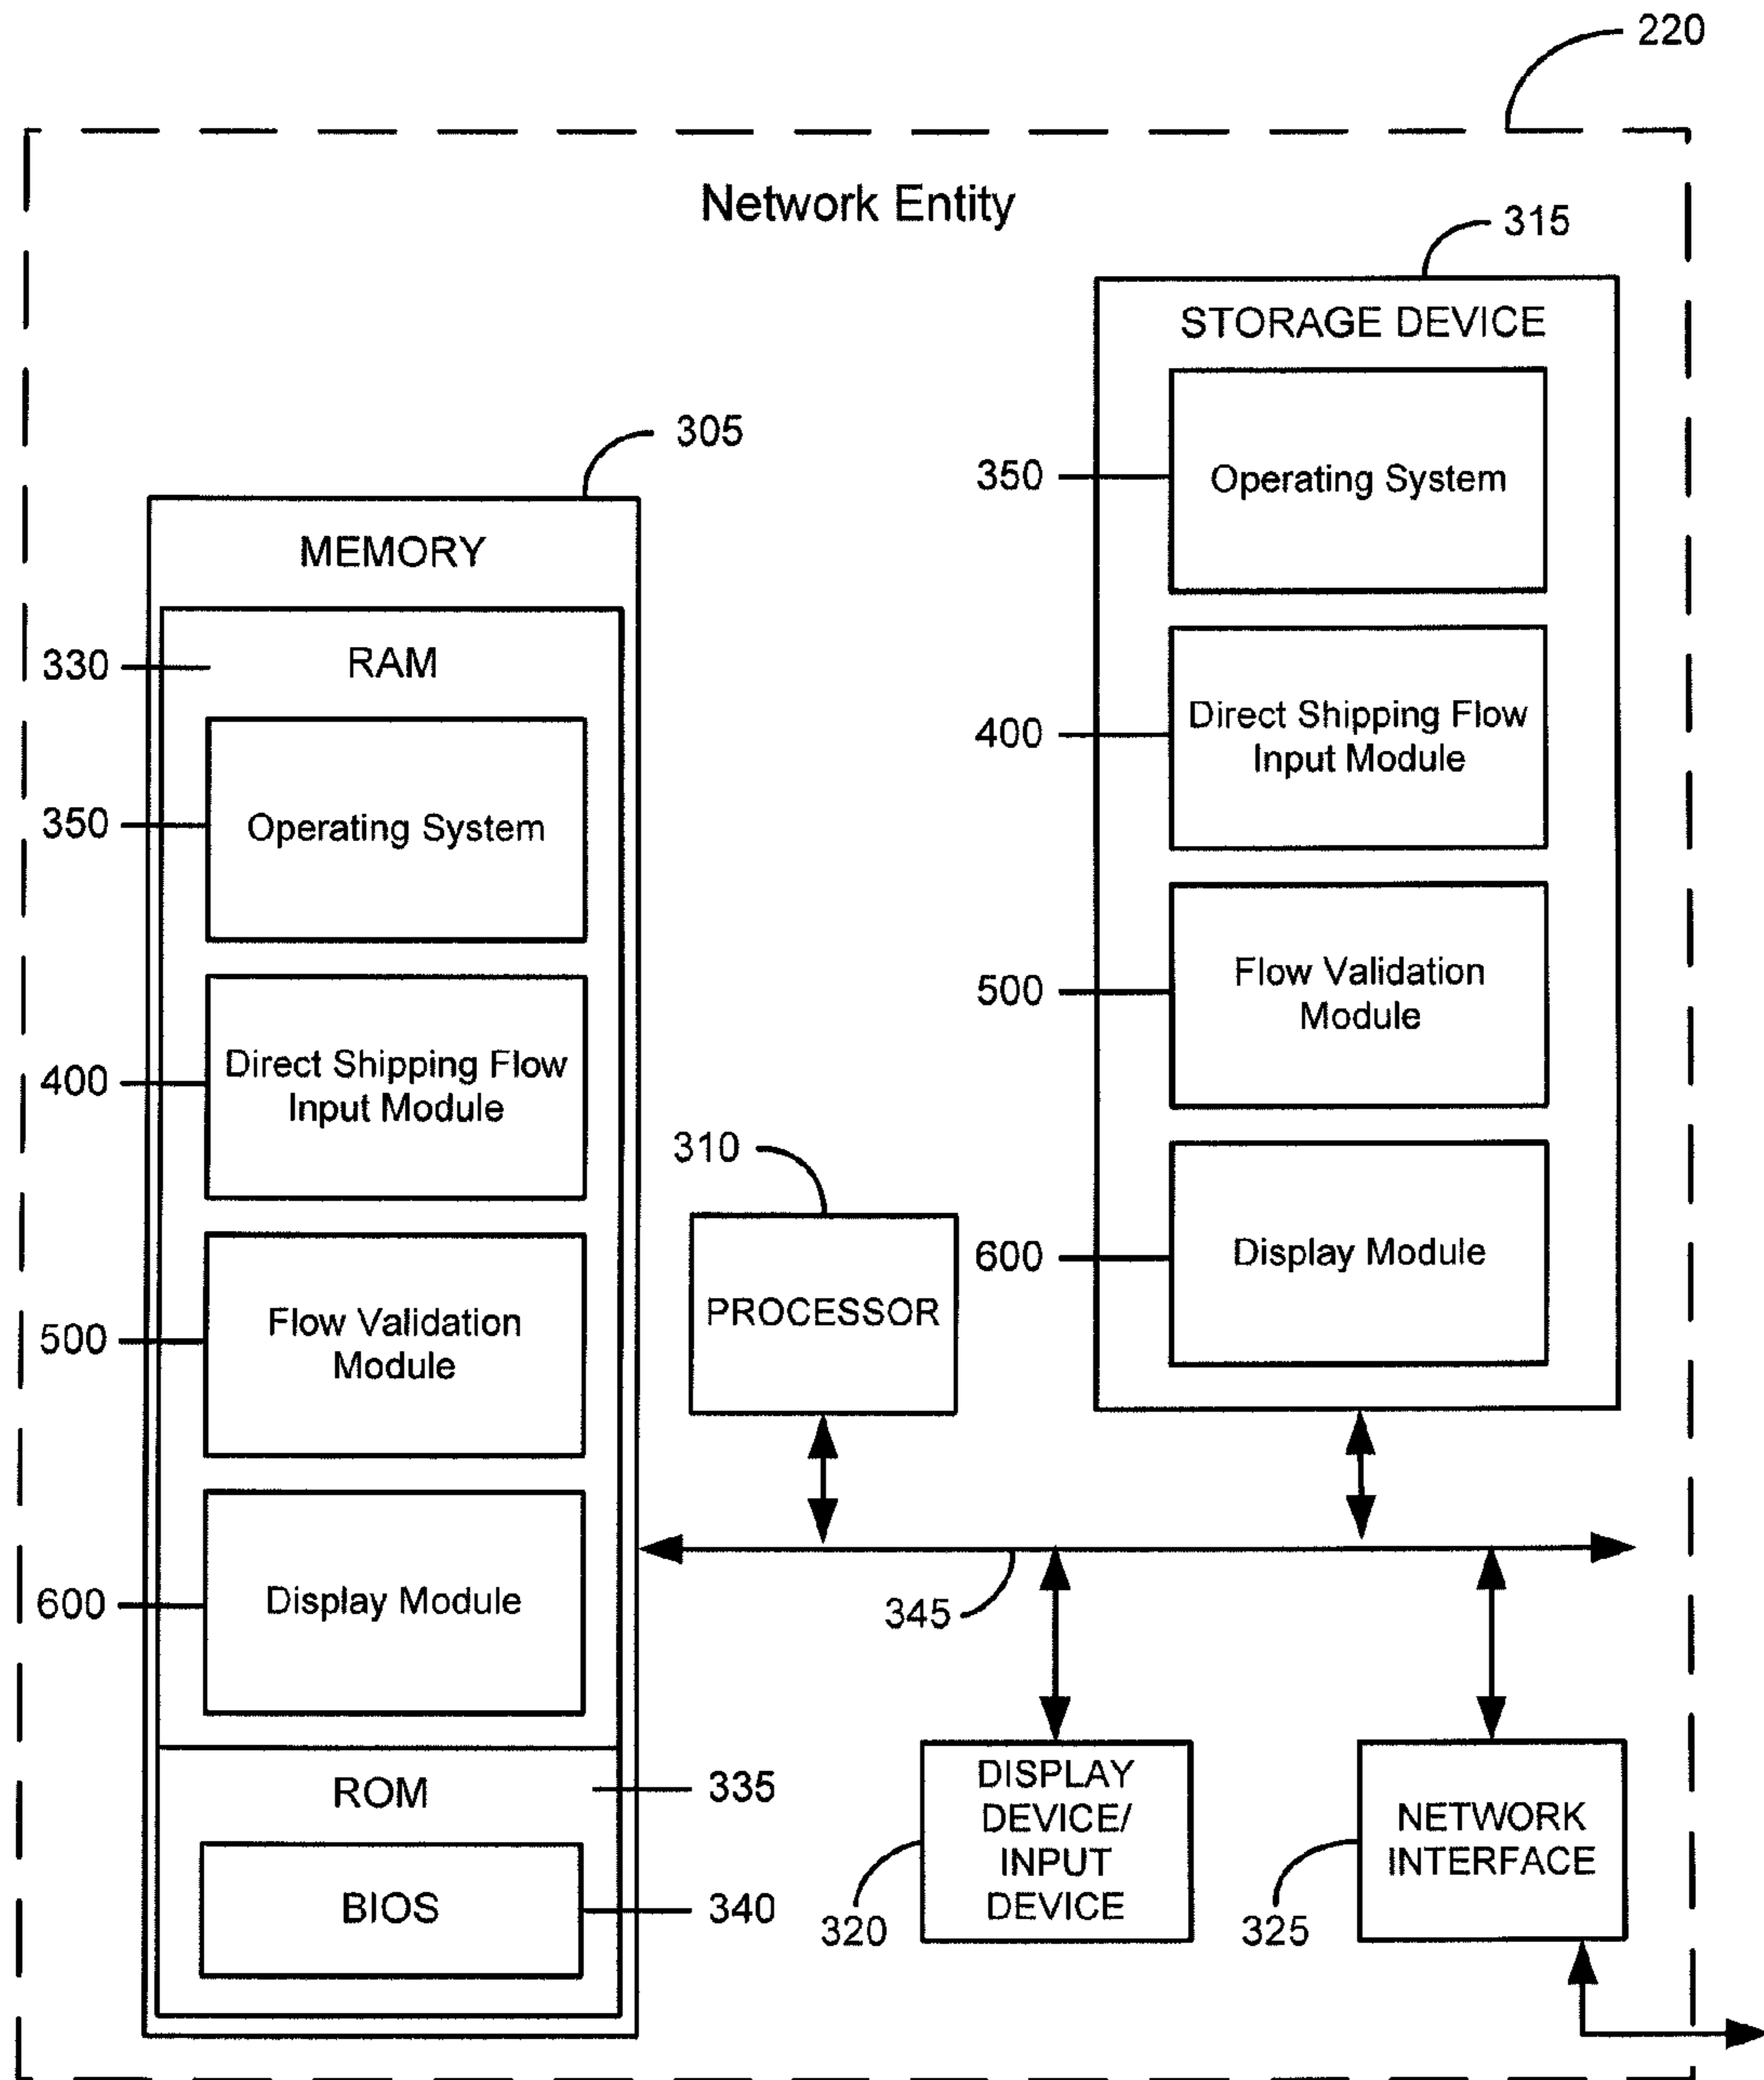 220
Network Entity
315
STORAGE DEVICE
350
Operating System
400
Direct Shipping Flow
Input Module
500
Flow Validation
Module
600
Display Module
305
MEMORY
330
RAM
350
Operating System
400
Direct Shipping Flow
Input Module
500
Flow Validation
Module
600
Display Module
335
ROM
340
BIOS
310
PROCESSOR
345
320
DISPLAY
DEVICE/
INPUT
DEVICE
325
NETWORK
INTERFACE